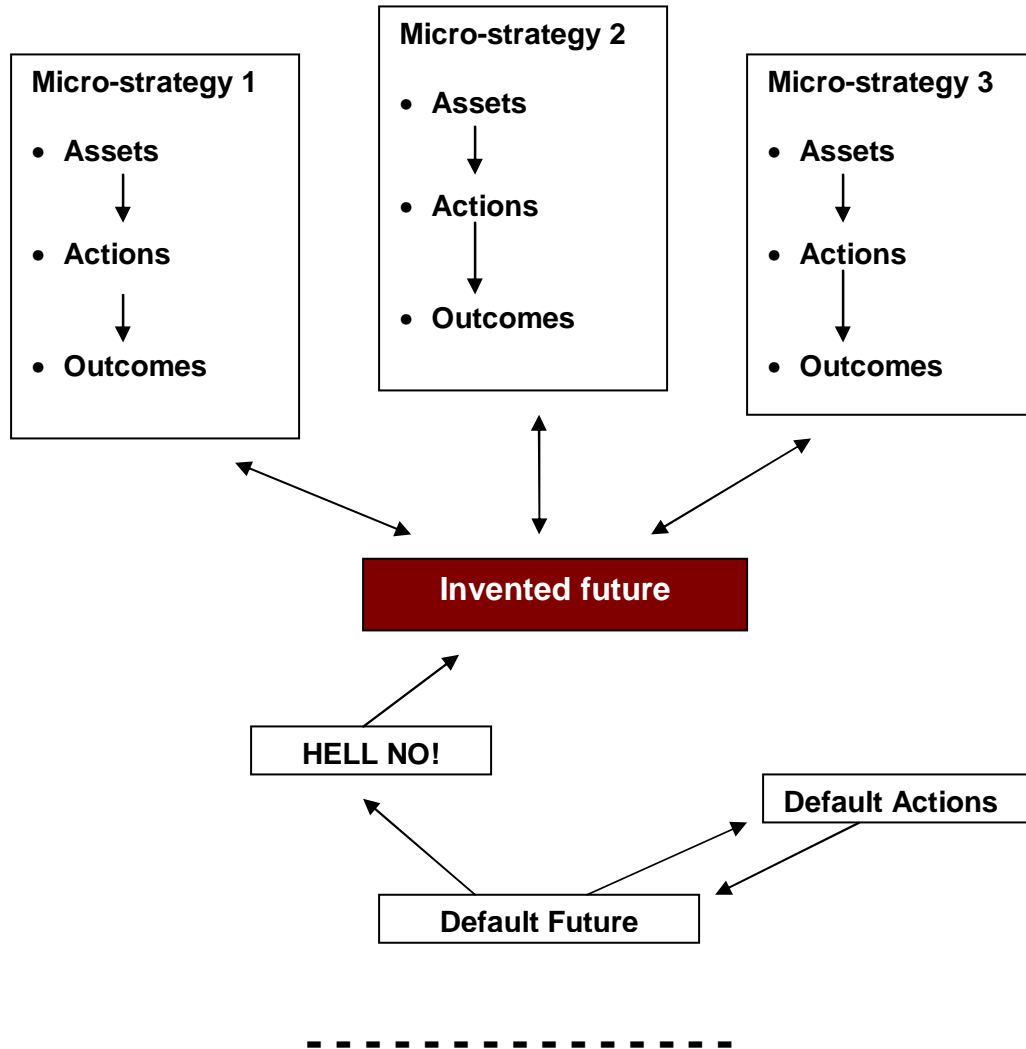 Micro-strategy 1
• Assets
• Actions
• Outcomes
Micro-strategy 2
• Assets
• Actions
• Outcomes
Micro-strategy 3
• Assets
• Actions
• Outcomes
Invented future
HELL NO!
Default Actions
Default Future